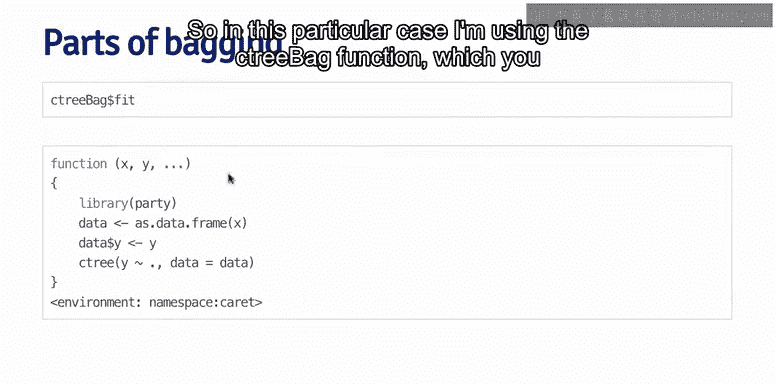 Parts of bagging
So in this particular case I'm using the
ctreeBag function, which you
ctreeBag$fit
function (x, y, ...)
{
library(party)
data <- as.data.frame(x)
data$y <- y
ctree(y ~ ., data = data)
}
<environment: namespace:caret>